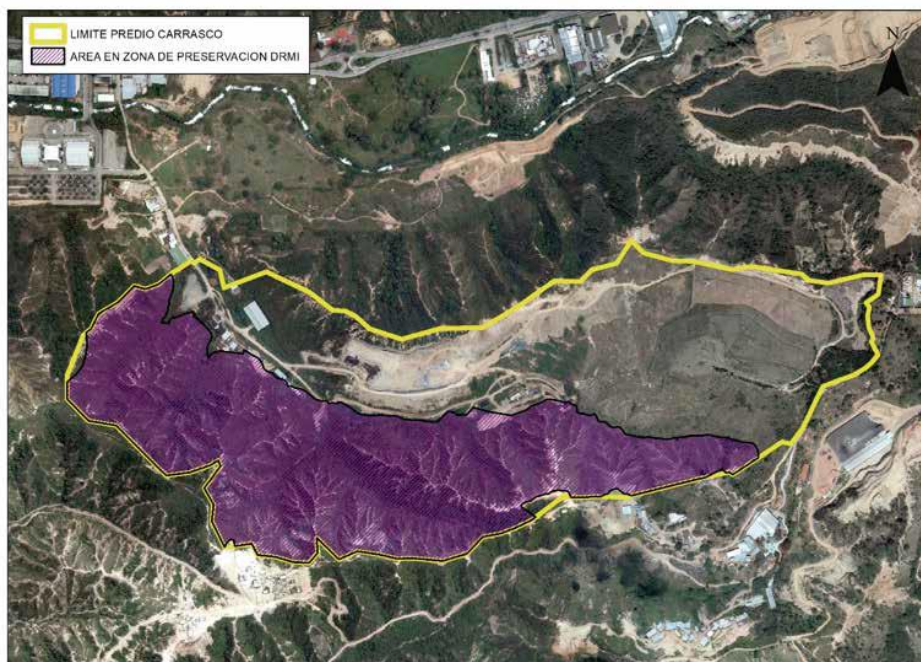 LIMITE PREDIO CARRASCO
AREA EN ZONA DE PRESERVACION DRMI
N